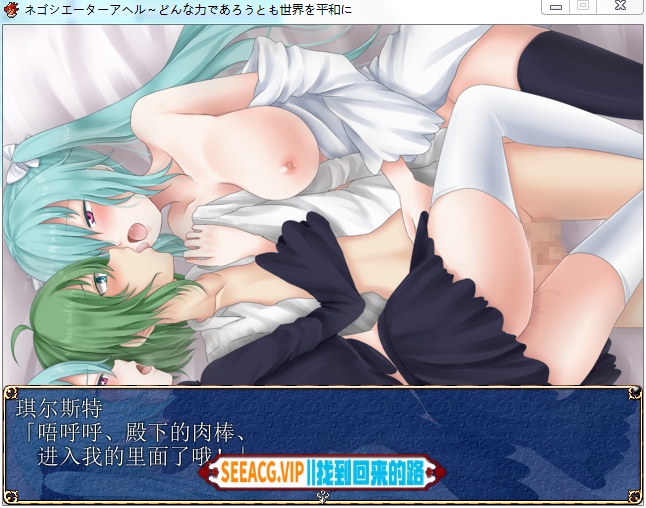 ネゴシエーターアヘル～どんな力であろうとも世界を平和に
琪尔斯特
「唔呼呼、殿下的肉棒、
进入我的里面了哦！」
SEEACG.VIP||找到回来的路